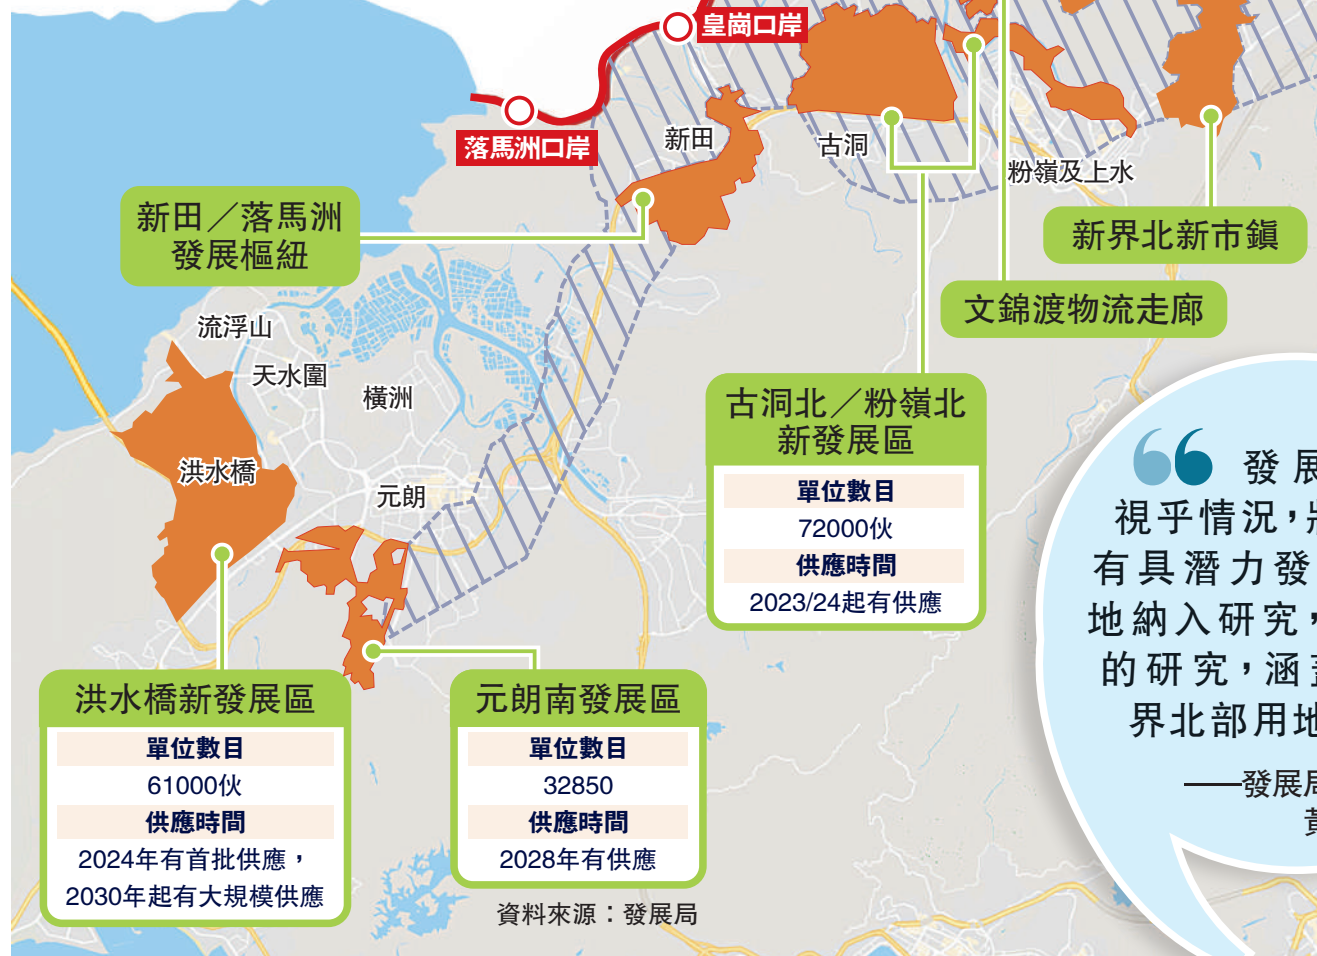 皇崗口岸
落馬洲口岸
新田
古洞
粉嶺及上水
新田／落馬洲
發展樞紐
新界北新市鎮
文錦渡物流走廊
流浮山
天水圍
橫洲
洪水橋
元朗
古洞北／粉嶺北
新發展區
單位數目
72000伙
供應時間
2023/24起有供應
洪水橋新發展區
單位數目
61000伙
供應時間
2024年有首批供應，
2030年起有大規模供應
元朗南發展區
單位數目
32850
供應時間
2028年有供應
資料來源：發展局
發展
視乎情況，
有具潛力發
地納入研究，
的研究，涵
界北部用地
——發展局